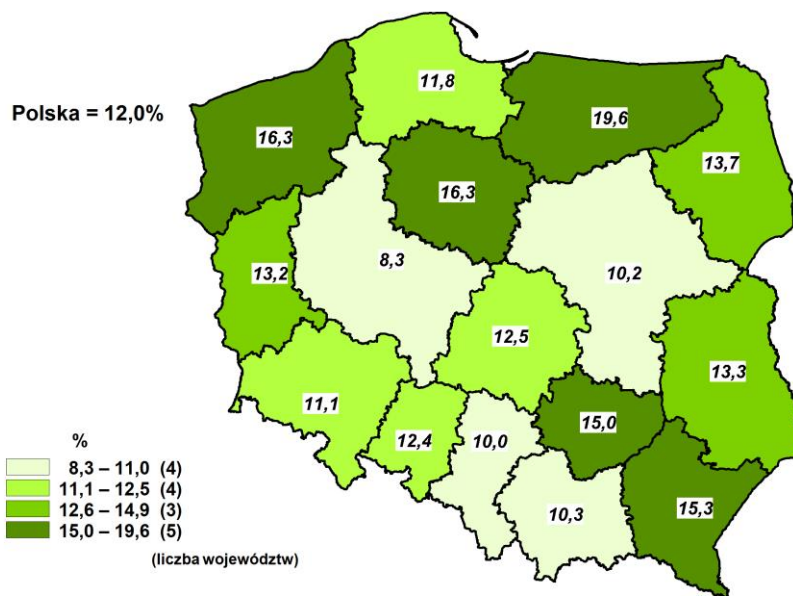 11,8
Polska = 12,0%
19,6
16,3
13,7
16,3
8,3
13,2
10,2
12,5
13,3
11,1
15,0
12,4
10,0
%
8,3 – 11,0 (4)
11,1 – 12,5 (4)
12,6 – 14,9 (3)
15,0 – 19,6 (5)
10,3
15,3
(liczba województw)